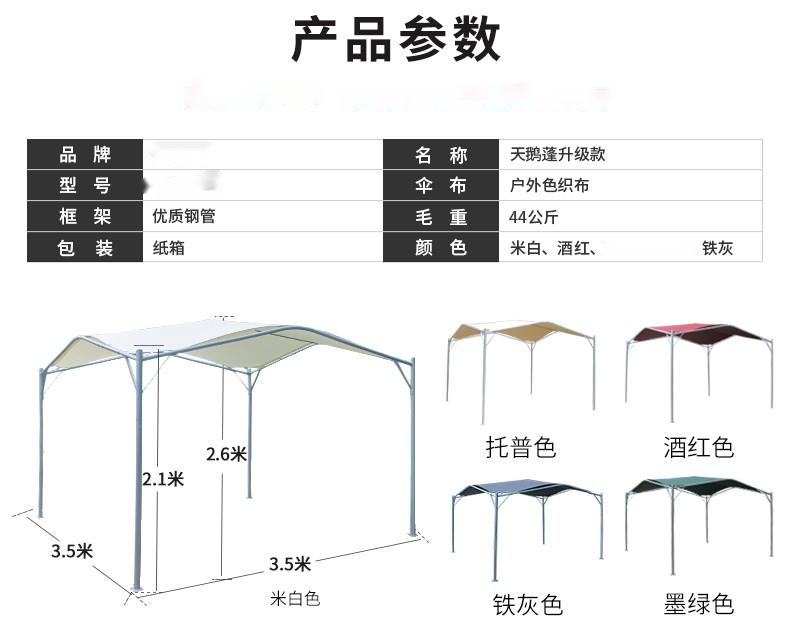 产品参数
品 牌
名 称 天鹅蓬升级款
型 号
伞 布 户外色织布
框 架 优质钢管
毛 重 44公斤
包 装 纸箱
颜 色 米白、酒红、 铁灰
托普色
酒红色
2.6米
2.1米
3.5米
3.5米
米白色
铁灰色
墨绿色